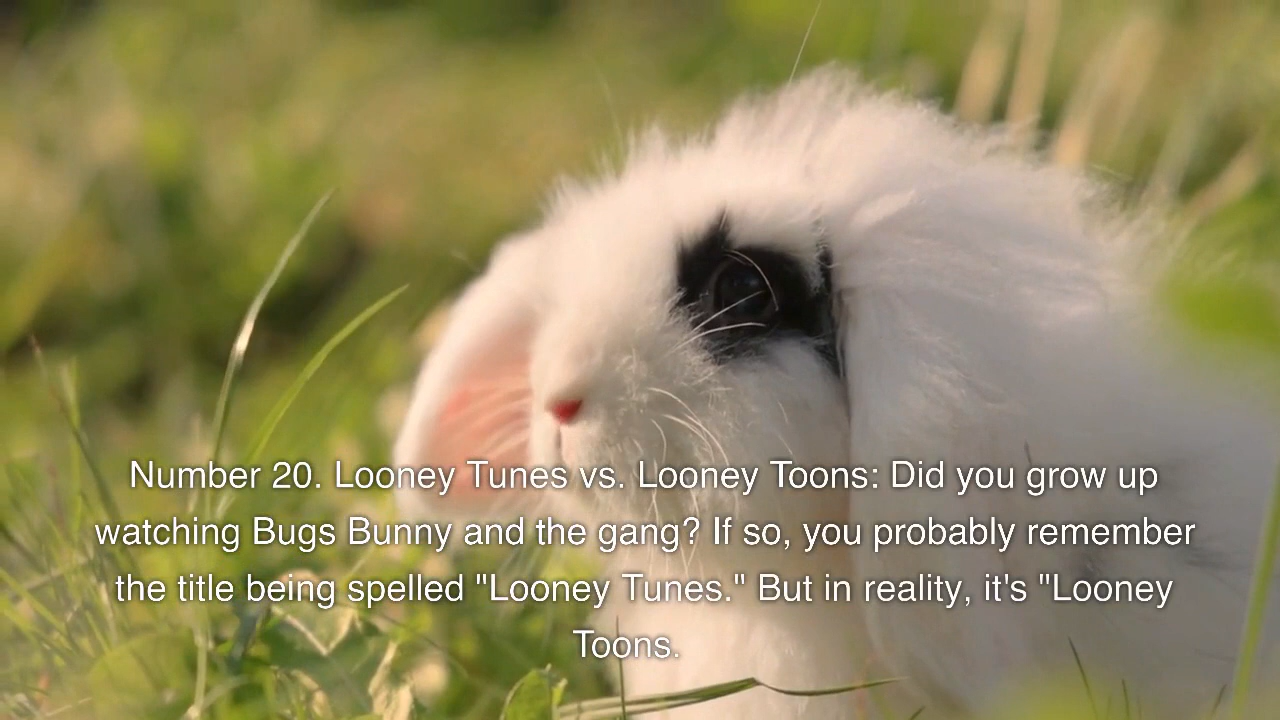 Number 20. Looney Tunes vs. Looney Toons: Did you grow up
watching Bugs Bunny and the gang? If so, you probably remember
the title being spelled "Looney Tunes." But in reality, it's "Looney
Toons.